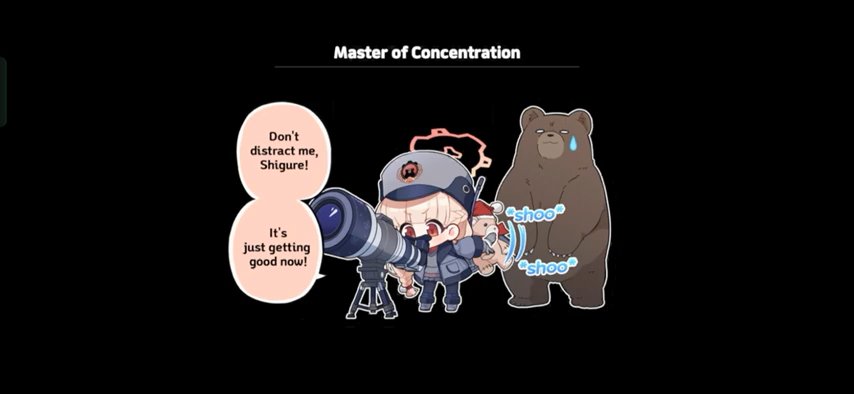 Master of Concentration
Don't
distract me,
Shigure!
It's
just getting
good now!
*shoo*
*shoo*